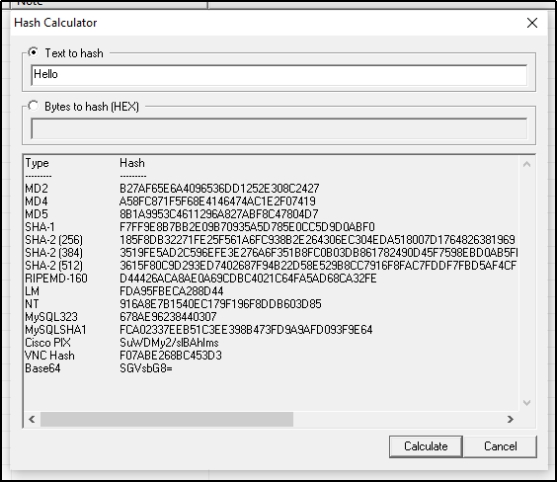 Note
Hash Calculator
Text to hash
Hello
Bytes to hash (HEX)
Type Hash
--------- ---------
MD2 B27AF65E6A4096536DD1252E308C2427
MD4 A58FC871F5F68E4146474AC1E2F07419
MD5 8B1A9953C4611296A827ABF8C47804D7
SHA-1 F7FF9E8B7BB2E09B70935A5D785E0CC5D9D0ABF0
SHA-2 (256) 185F8DB32271FE25F561A6FC938B2E264306EC304EDA518007D1764826381969
SHA-2 (384) 3519FE5AD2C596EFE3E276A6F351B8FC0B03DB861782490D45F7598EBD0AB5F
SHA-2 (512) 3615F80C9D293ED7402687F94B22D58E529B8CC7916F8FAC7FDDF7FBD5AF4CF
RIPEMD-160 D44426ACA8AE0A69CDBC4021C64FA5AD68CA32FE
LM FDA95FBECA288D44
NT 916A8E7B1540EC179F196F8DDB603D85
MySQL323 678AE96238440307
MySQLSHA1 FCA02337EEB51C3EE398B473FD9A9AFD093F9E64
Cisco PIX SuWDMy2/slBAhlms
VNC Hash F07ABE268BC453D3
Base64 SGVsbG8=
Calculate Cancel